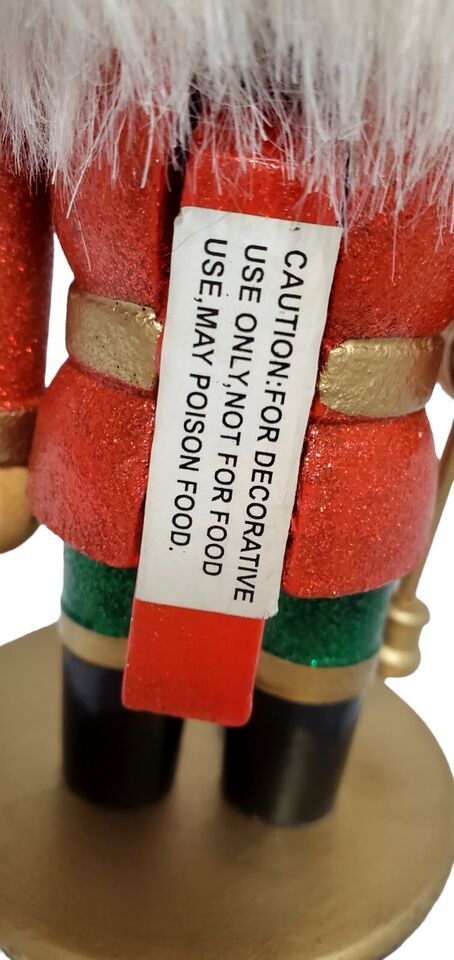 CAUTION:FOR DECORATIVE
USE ONLY,NOT FOR FOOD
USE,MAY POISON FOOD.